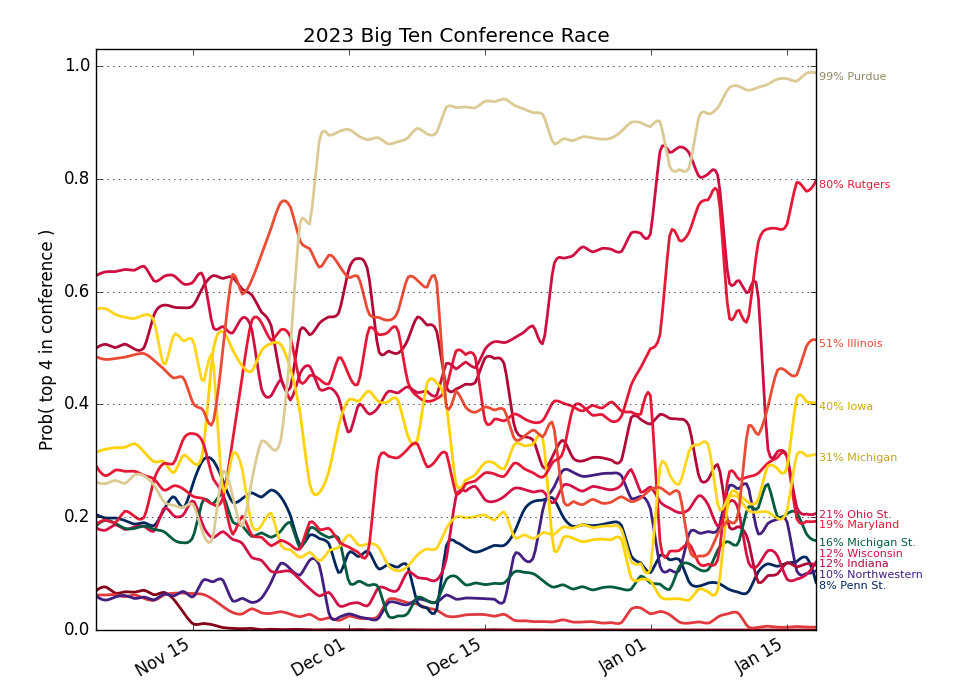 2023 Big Ten Conference Race
Prob( top 4 in conference )
1.0
0.8
0.6
0.4
0.2
0.0
Nov 15
Dec 01
Dec 15
Jan 01
Jan 15
99% Purdue
80% Rutgers
51% Illinois
40% Iowa
31% Michigan
21% Ohio St.
19% Maryland
16% Michigan St.
12% Wisconsin
12% Indiana
10% Northwestern
8% Penn St.